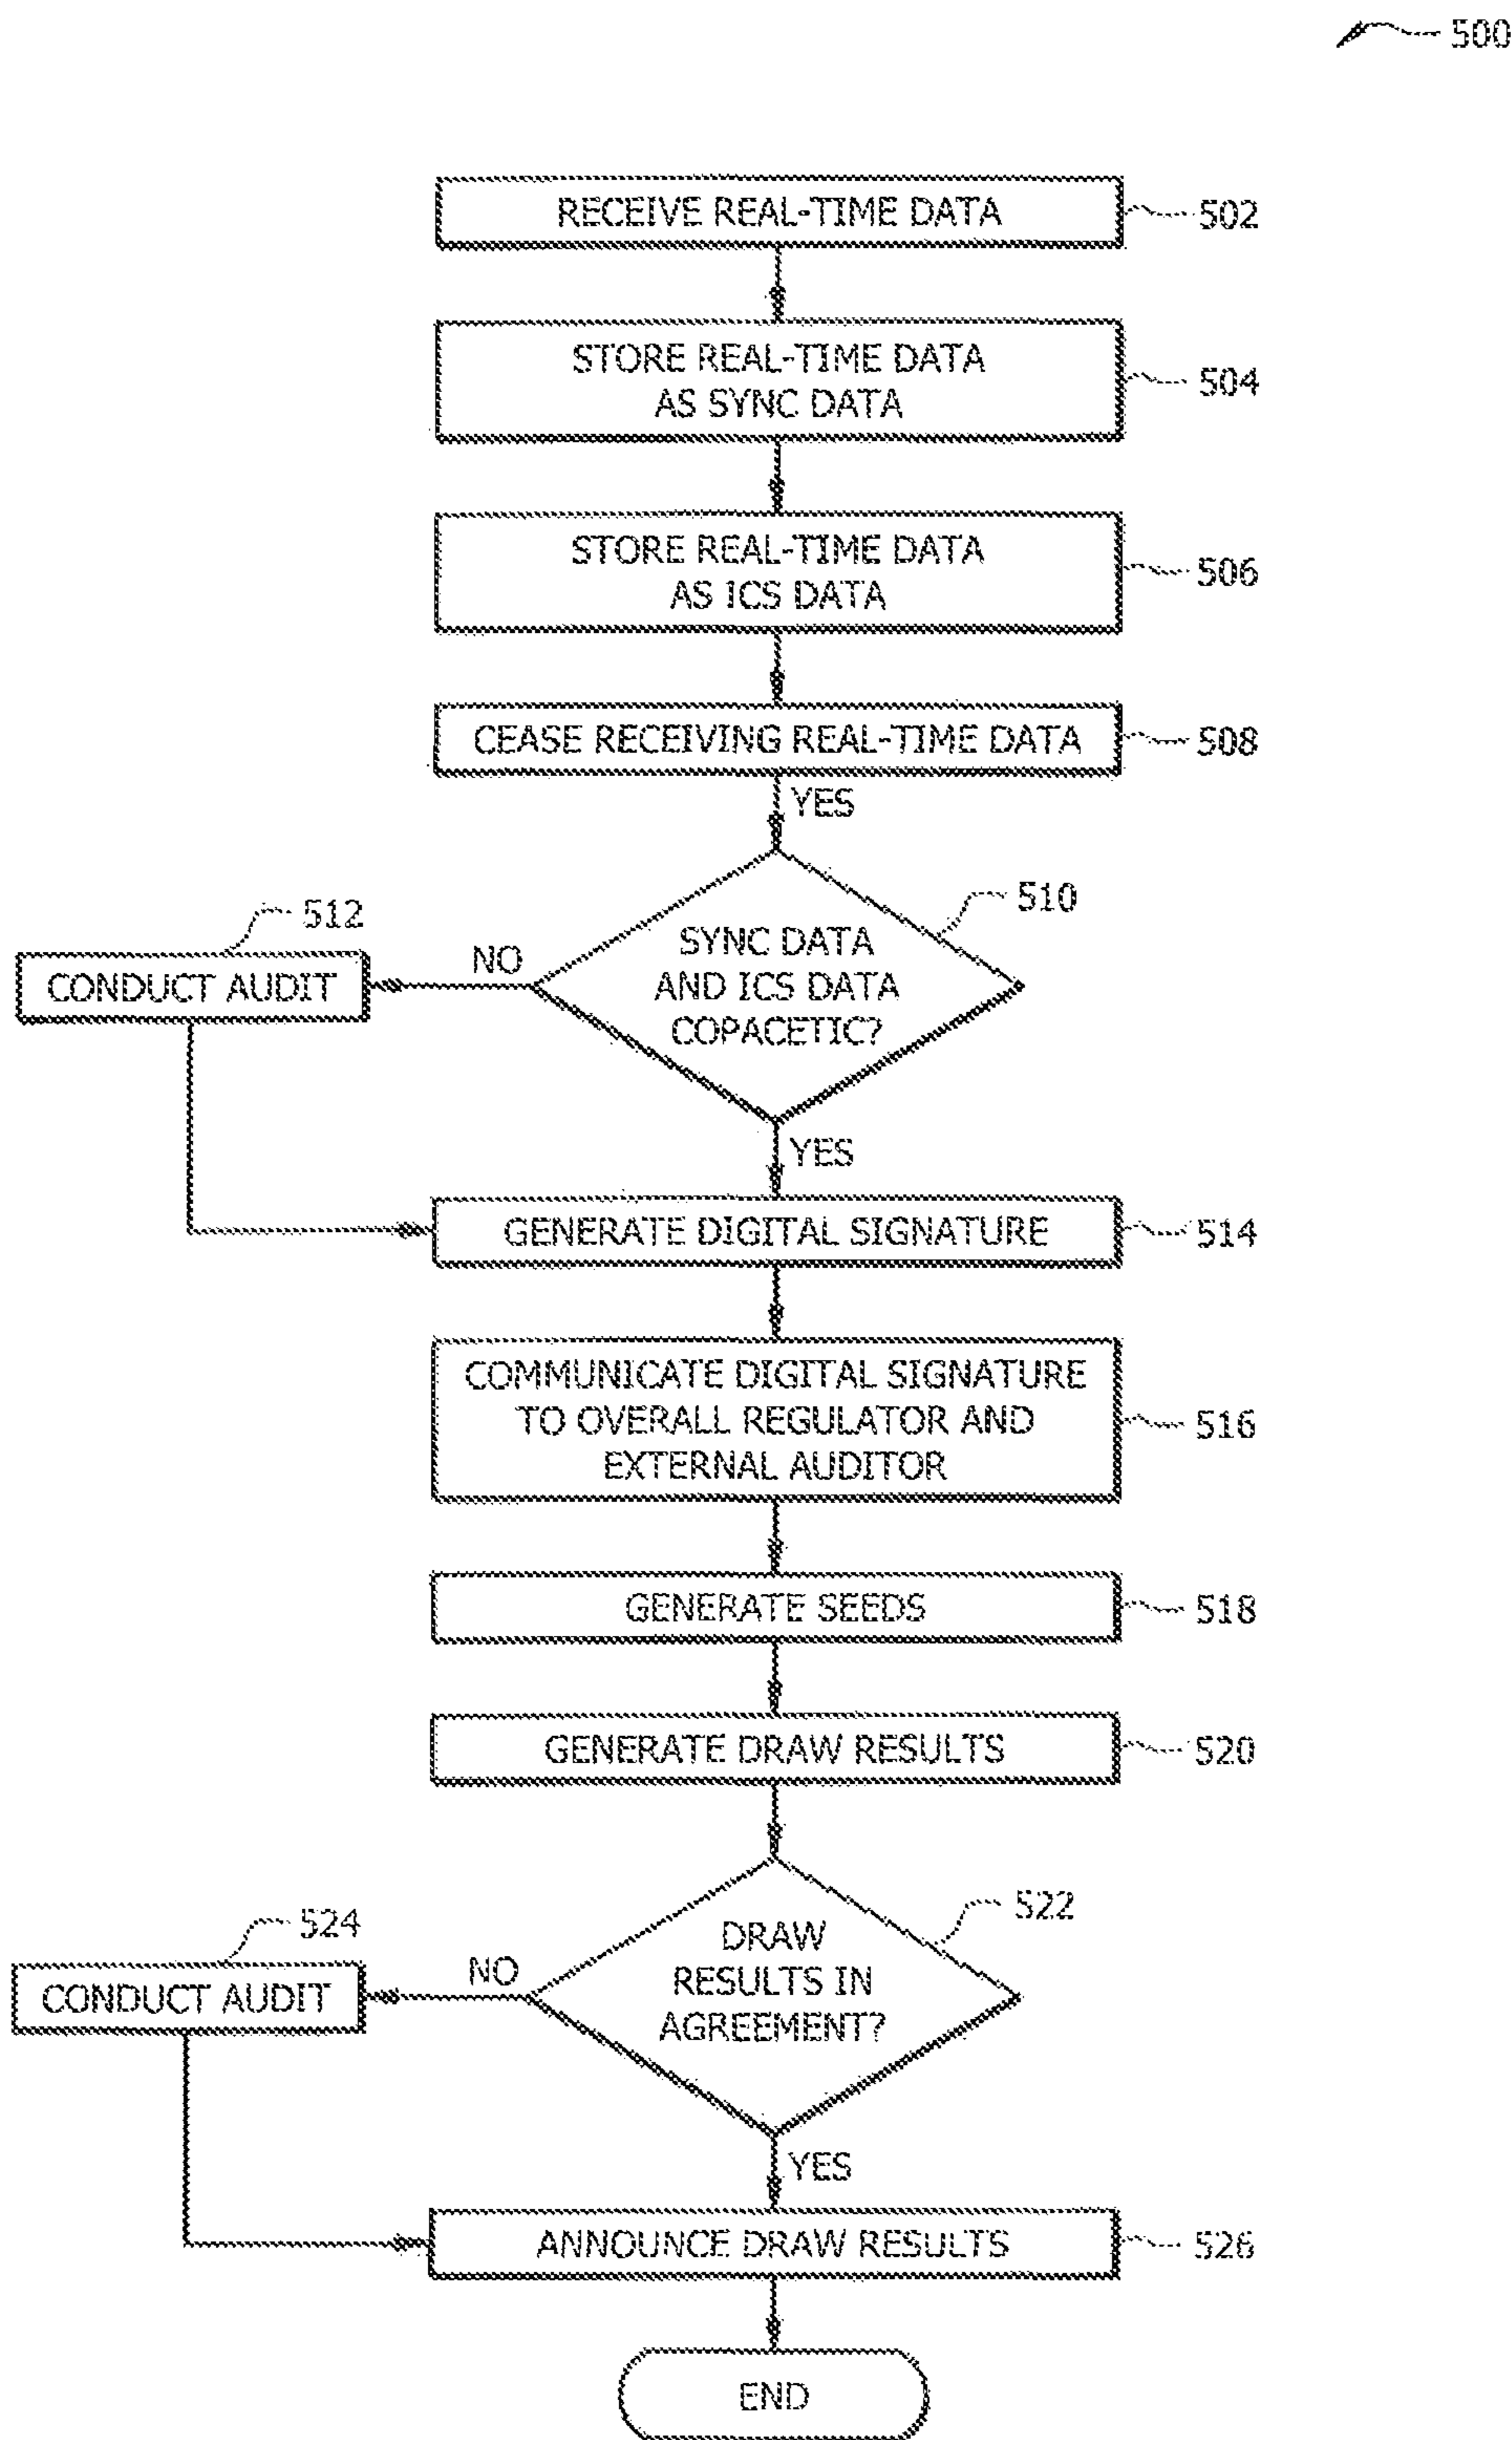 500
RECEIVE REAL-TIME DATA
502
STORE REAL-TIME DATA
AS SYNC DATA
504
STORE REAL-TIME DATA
AS ICS DATA
506
CEASE RECEIVING REAL-TIME DATA
508
YES
510
SYNC DATA
AND ICS DATA
COPACETIC?
NO
512
CONDUCT AUDIT
YES
GENERATE DIGITAL SIGNATURE
514
COMMUNICATE DIGITAL SIGNATURE
TO OVERALL REGULATOR AND
EXTERNAL AUDITOR
516
GENERATE SEEDS
518
GENERATE DRAW RESULTS
520
522
DRAW
RESULTS IN
AGREEMENT?
NO
524
CONDUCT AUDIT
YES
ANNOUNCE DRAW RESULTS
526
END